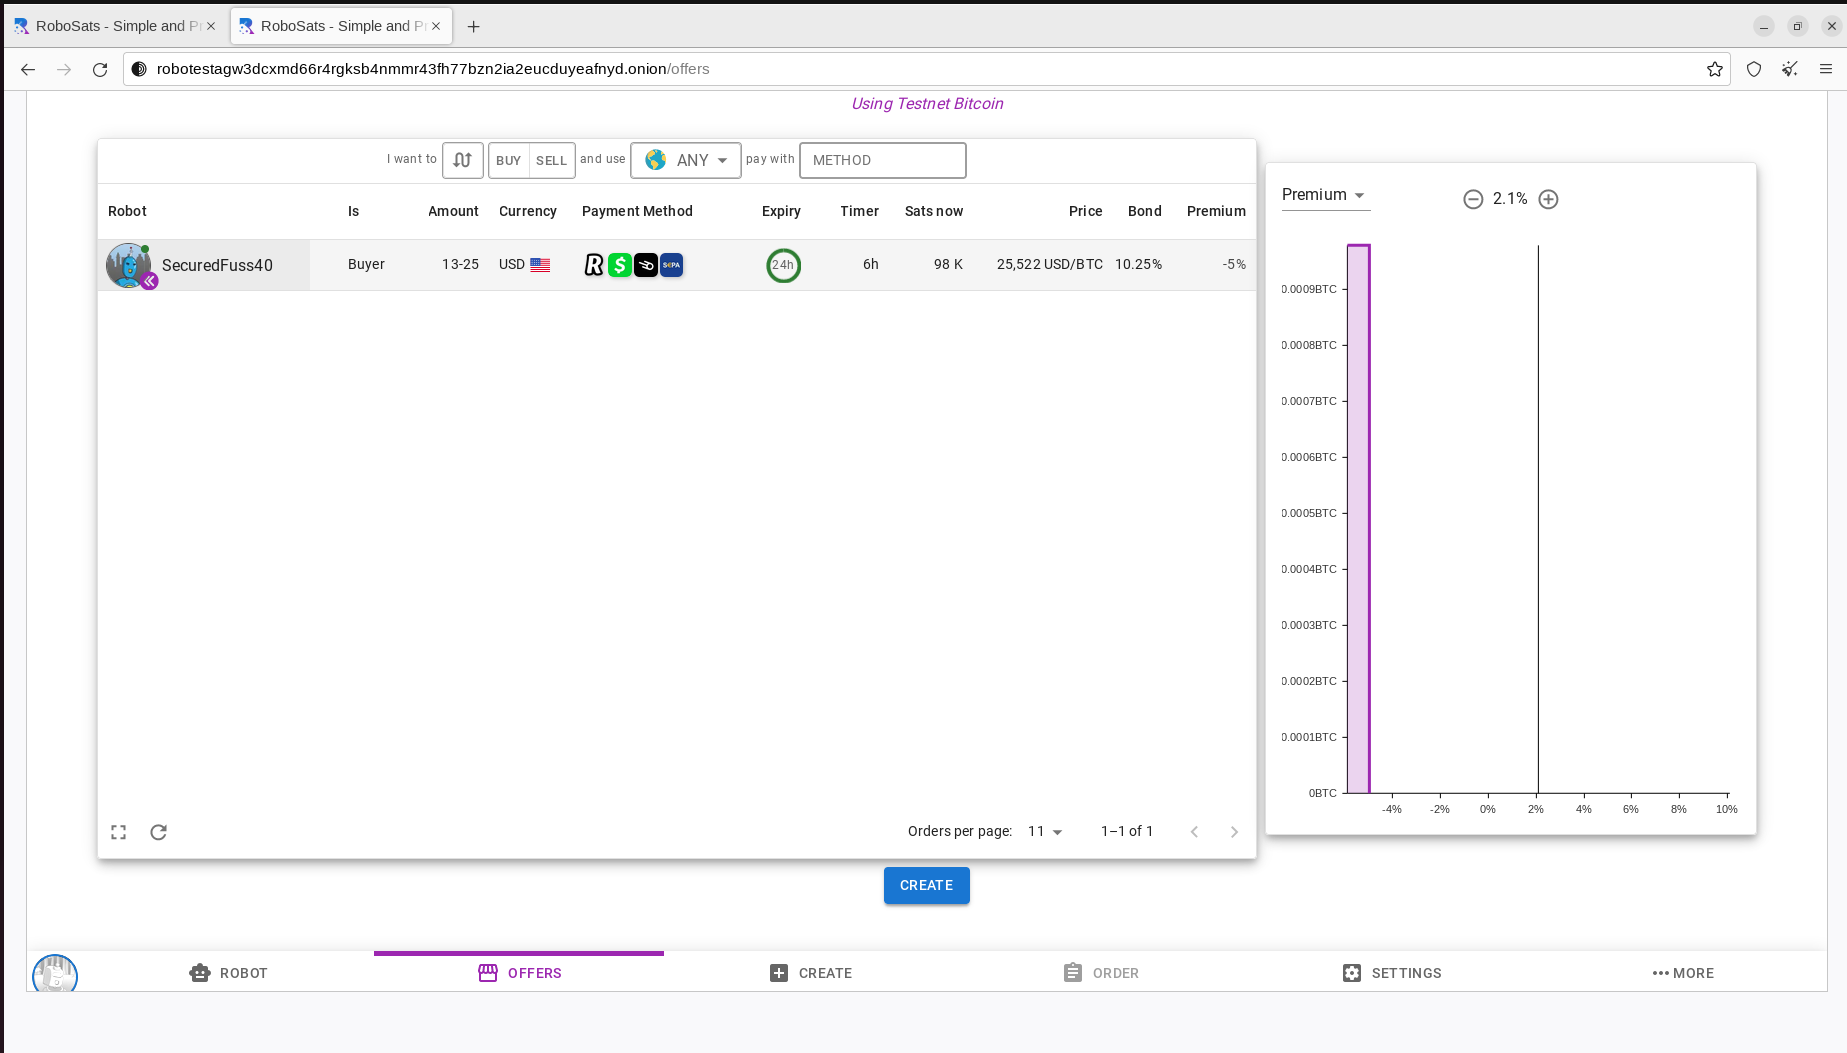 RoboSats - Simple and Pr
RoboSats - Simple and Pr
robotestagw3dcxmd66r4rgksb4nmmr43fh77bzn2ia2eucduyeafnyd.onion/offers
Using Testnet Bitcoin
I want to BUY SELL and use ANY pay with METHOD
Robot Is Amount Currency Payment Method Expiry Timer Sats now Price Bond Premium
SecuredFuss40 Buyer 13-25 USD R $ S€PA 24h 6h 98 K 25,522 USD/BTC 10.25% -5%
Orders per page: 11 1–1 of 1
Premium 2.1%
0.0009BTC
0.0008BTC
0.0007BTC
0.0006BTC
0.0005BTC
0.0004BTC
0.0003BTC
0.0002BTC
0.0001BTC
0BTC
-4% -2% 0% 2% 4% 6% 8% 10%
CREATE
ROBOT OFFERS CREATE ORDER SETTINGS MORE